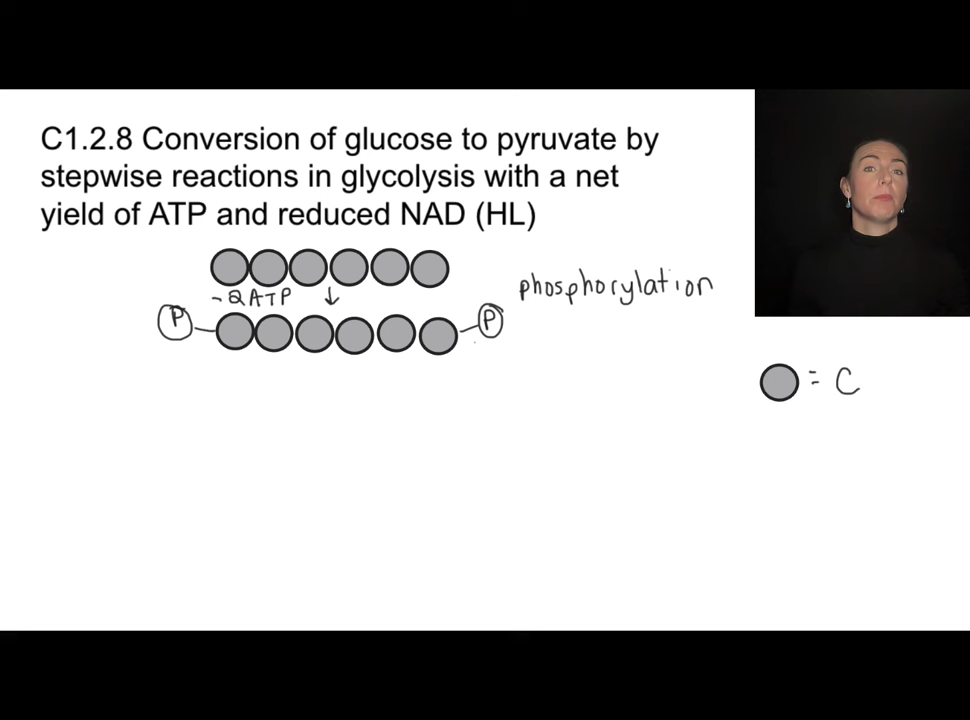 C1.2.8 Conversion of glucose to pyruvate by
stepwise reactions in glycolysis with a net
yield of ATP and reduced NAD (HL)
phosphorylation
-2ATP ↓
P P
= C